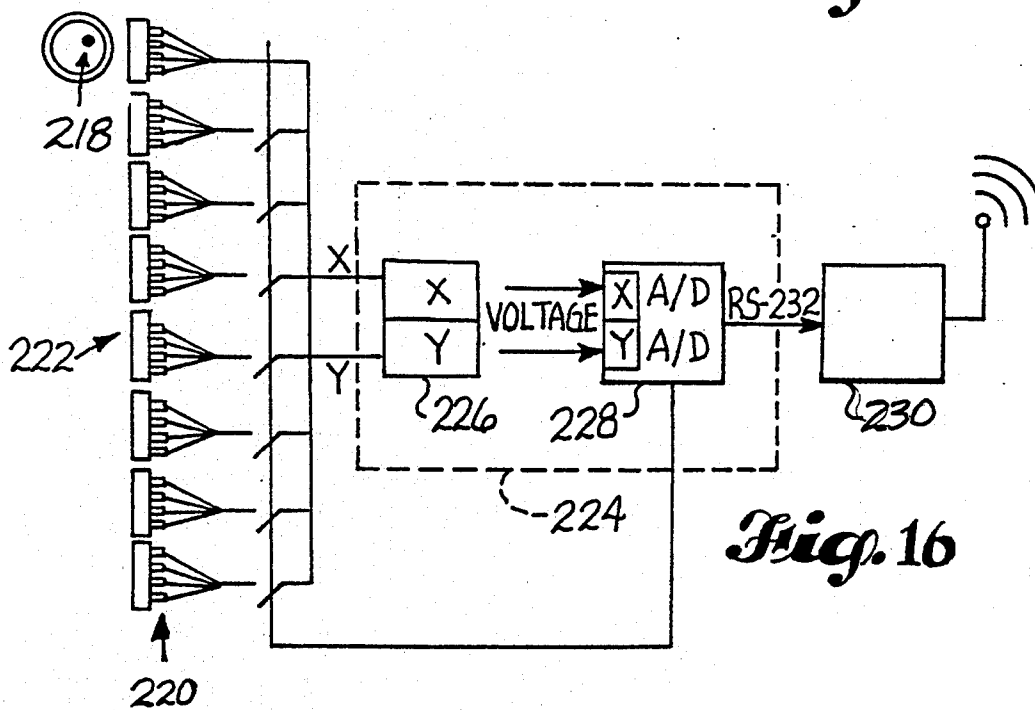 218
222
220
X
Y
X
Y
VOLTAGE
X A/D
Y A/D
RS-232
226
228
230
224
Fig. 16